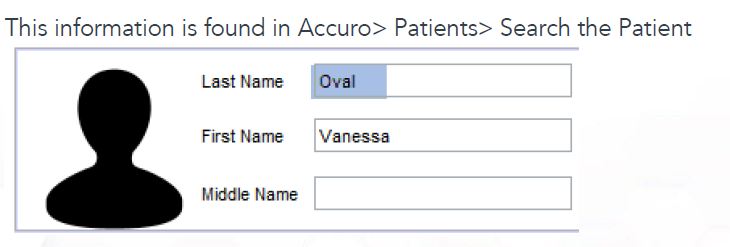 This information is found in Accuro> Patients> Search the Patient
Last Name Oval
First Name Vanessa
Middle Name